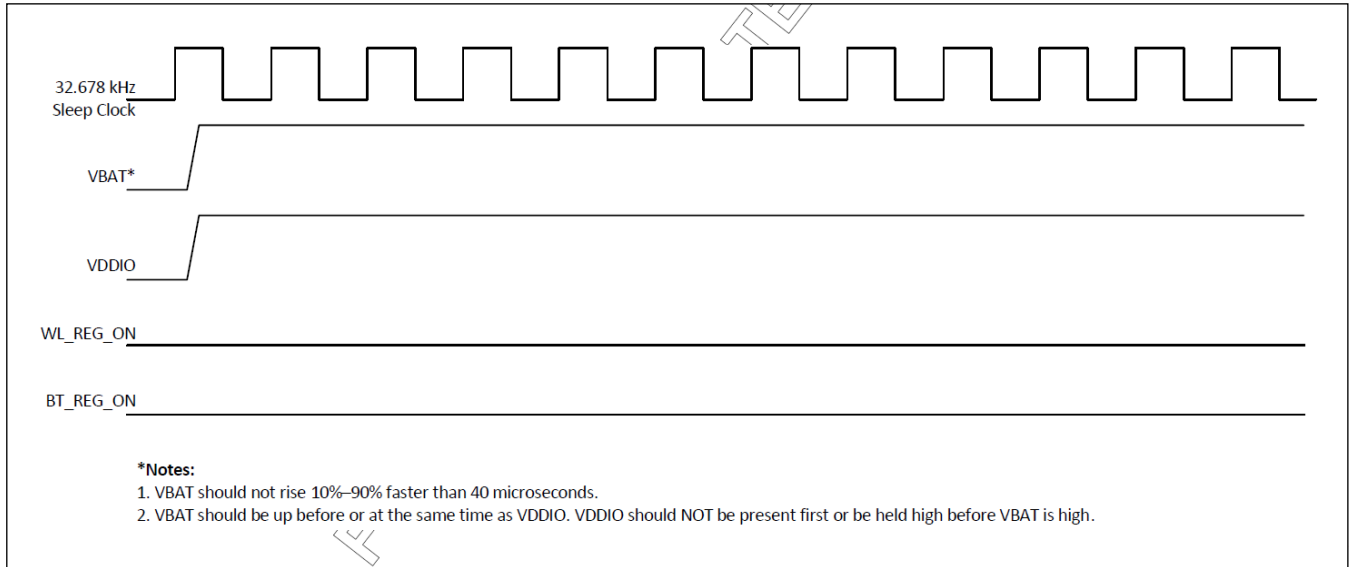 TE
32.678 kHz
Sleep Clock
VBAT*
VDDIO
WL_REG_ON
BT_REG_ON
*Notes:
1. VBAT should not rise 10%–90% faster than 40 microseconds.
2. VBAT should be up before or at the same time as VDDIO. VDDIO should NOT be present first or be held high before VBAT is high.